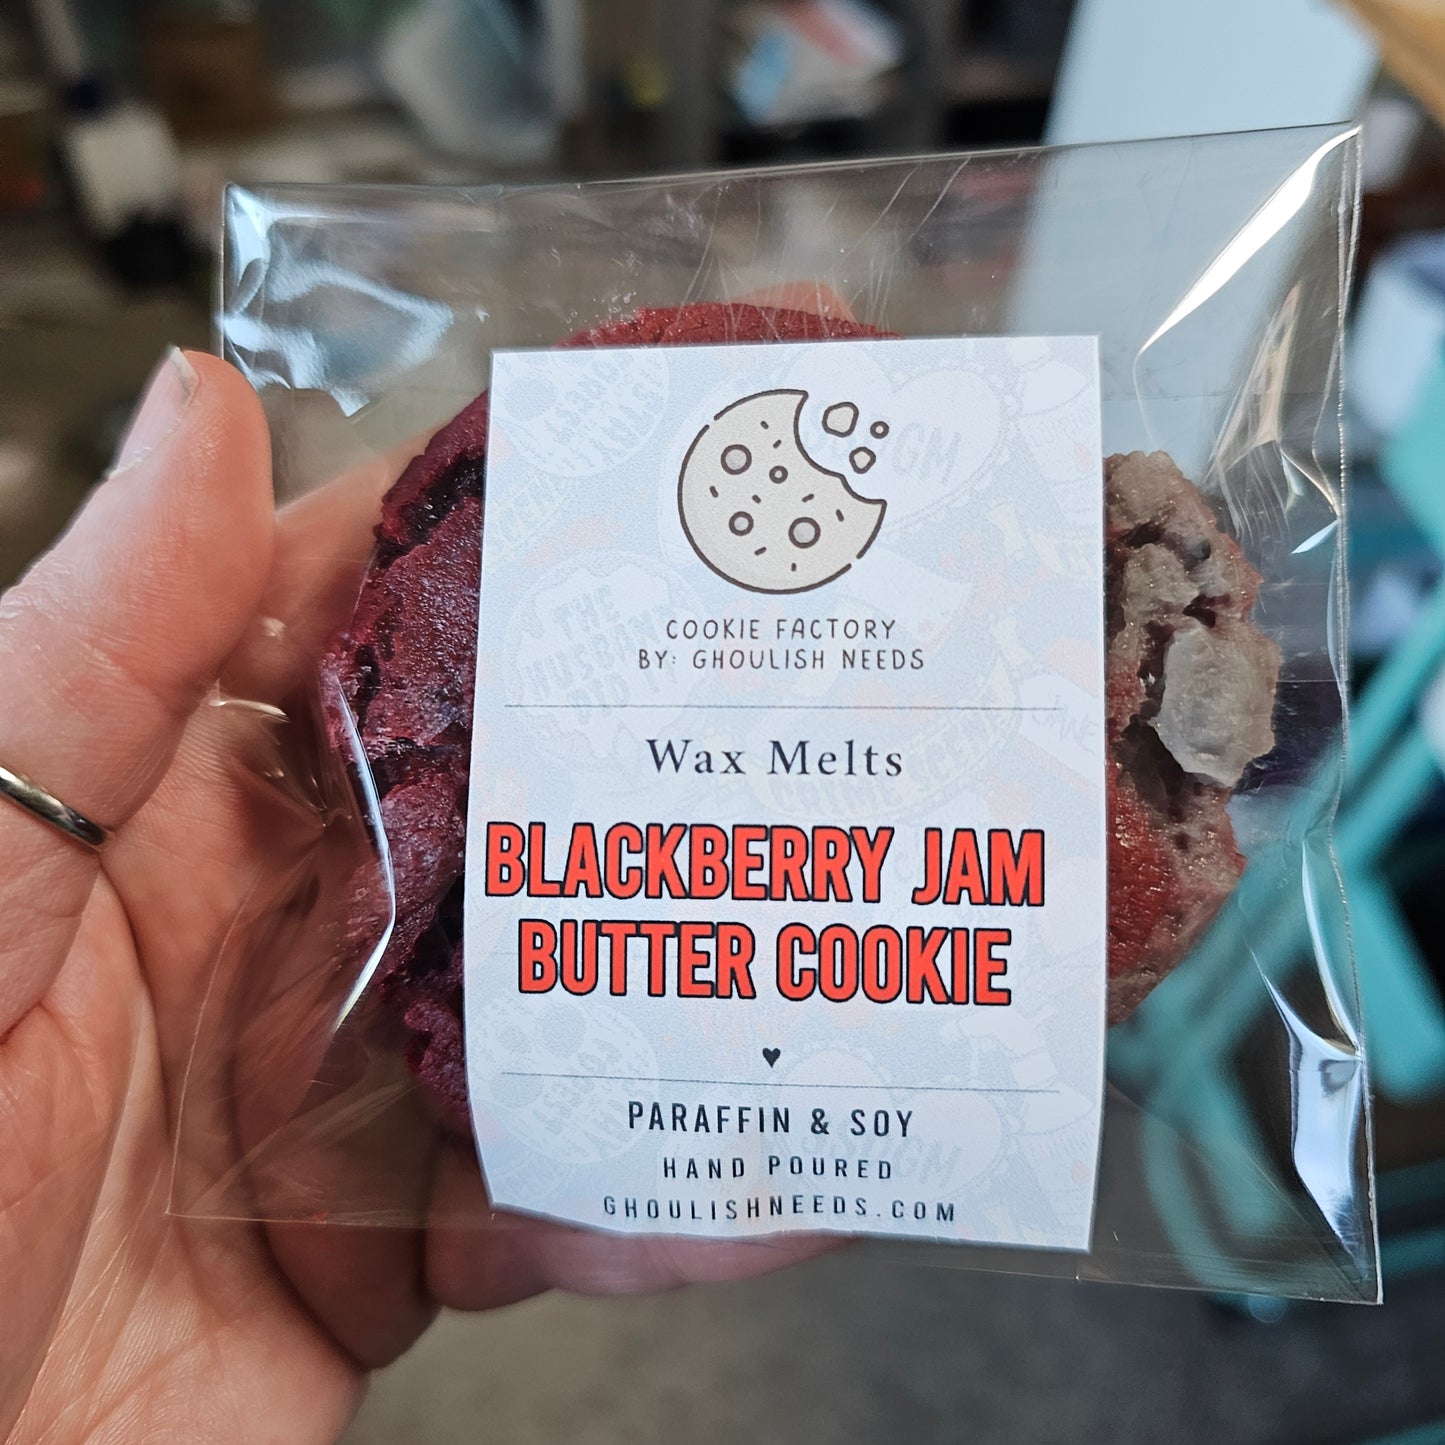 COOKIE FACTORY
BY: GHOULISH NEEDS
Wax Melts
BLACKBERRY JAM
BUTTER COOKIE
PARAFFIN & SOY
HAND POURED
GHOULISHNEEDS.COM